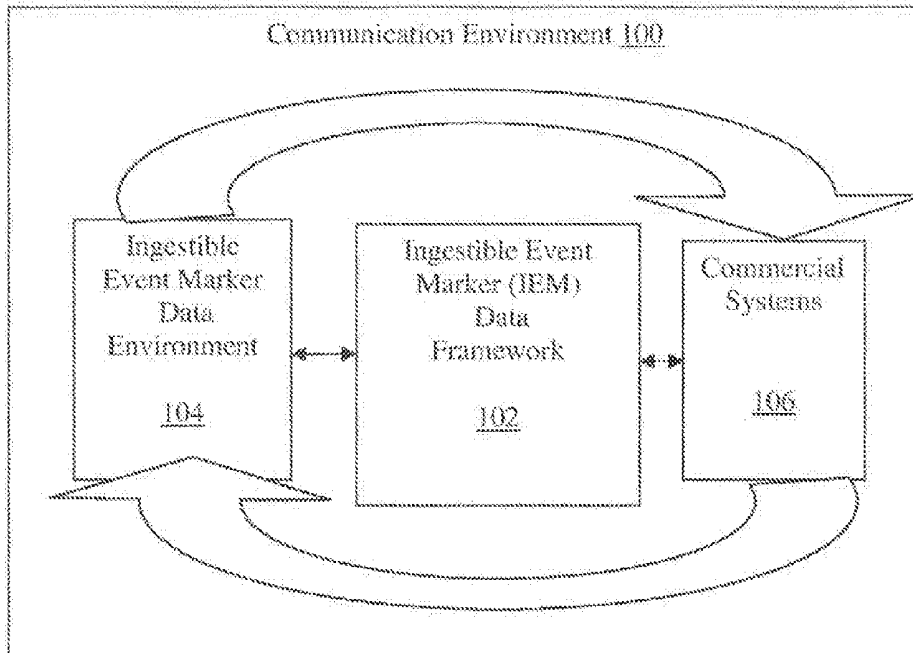 Communication Environment 100
Ingestible
Event Marker
Data
Environment
104
Ingestible Event
Marker (IEM)
Data
Framework
102
Commercial
Systems
106